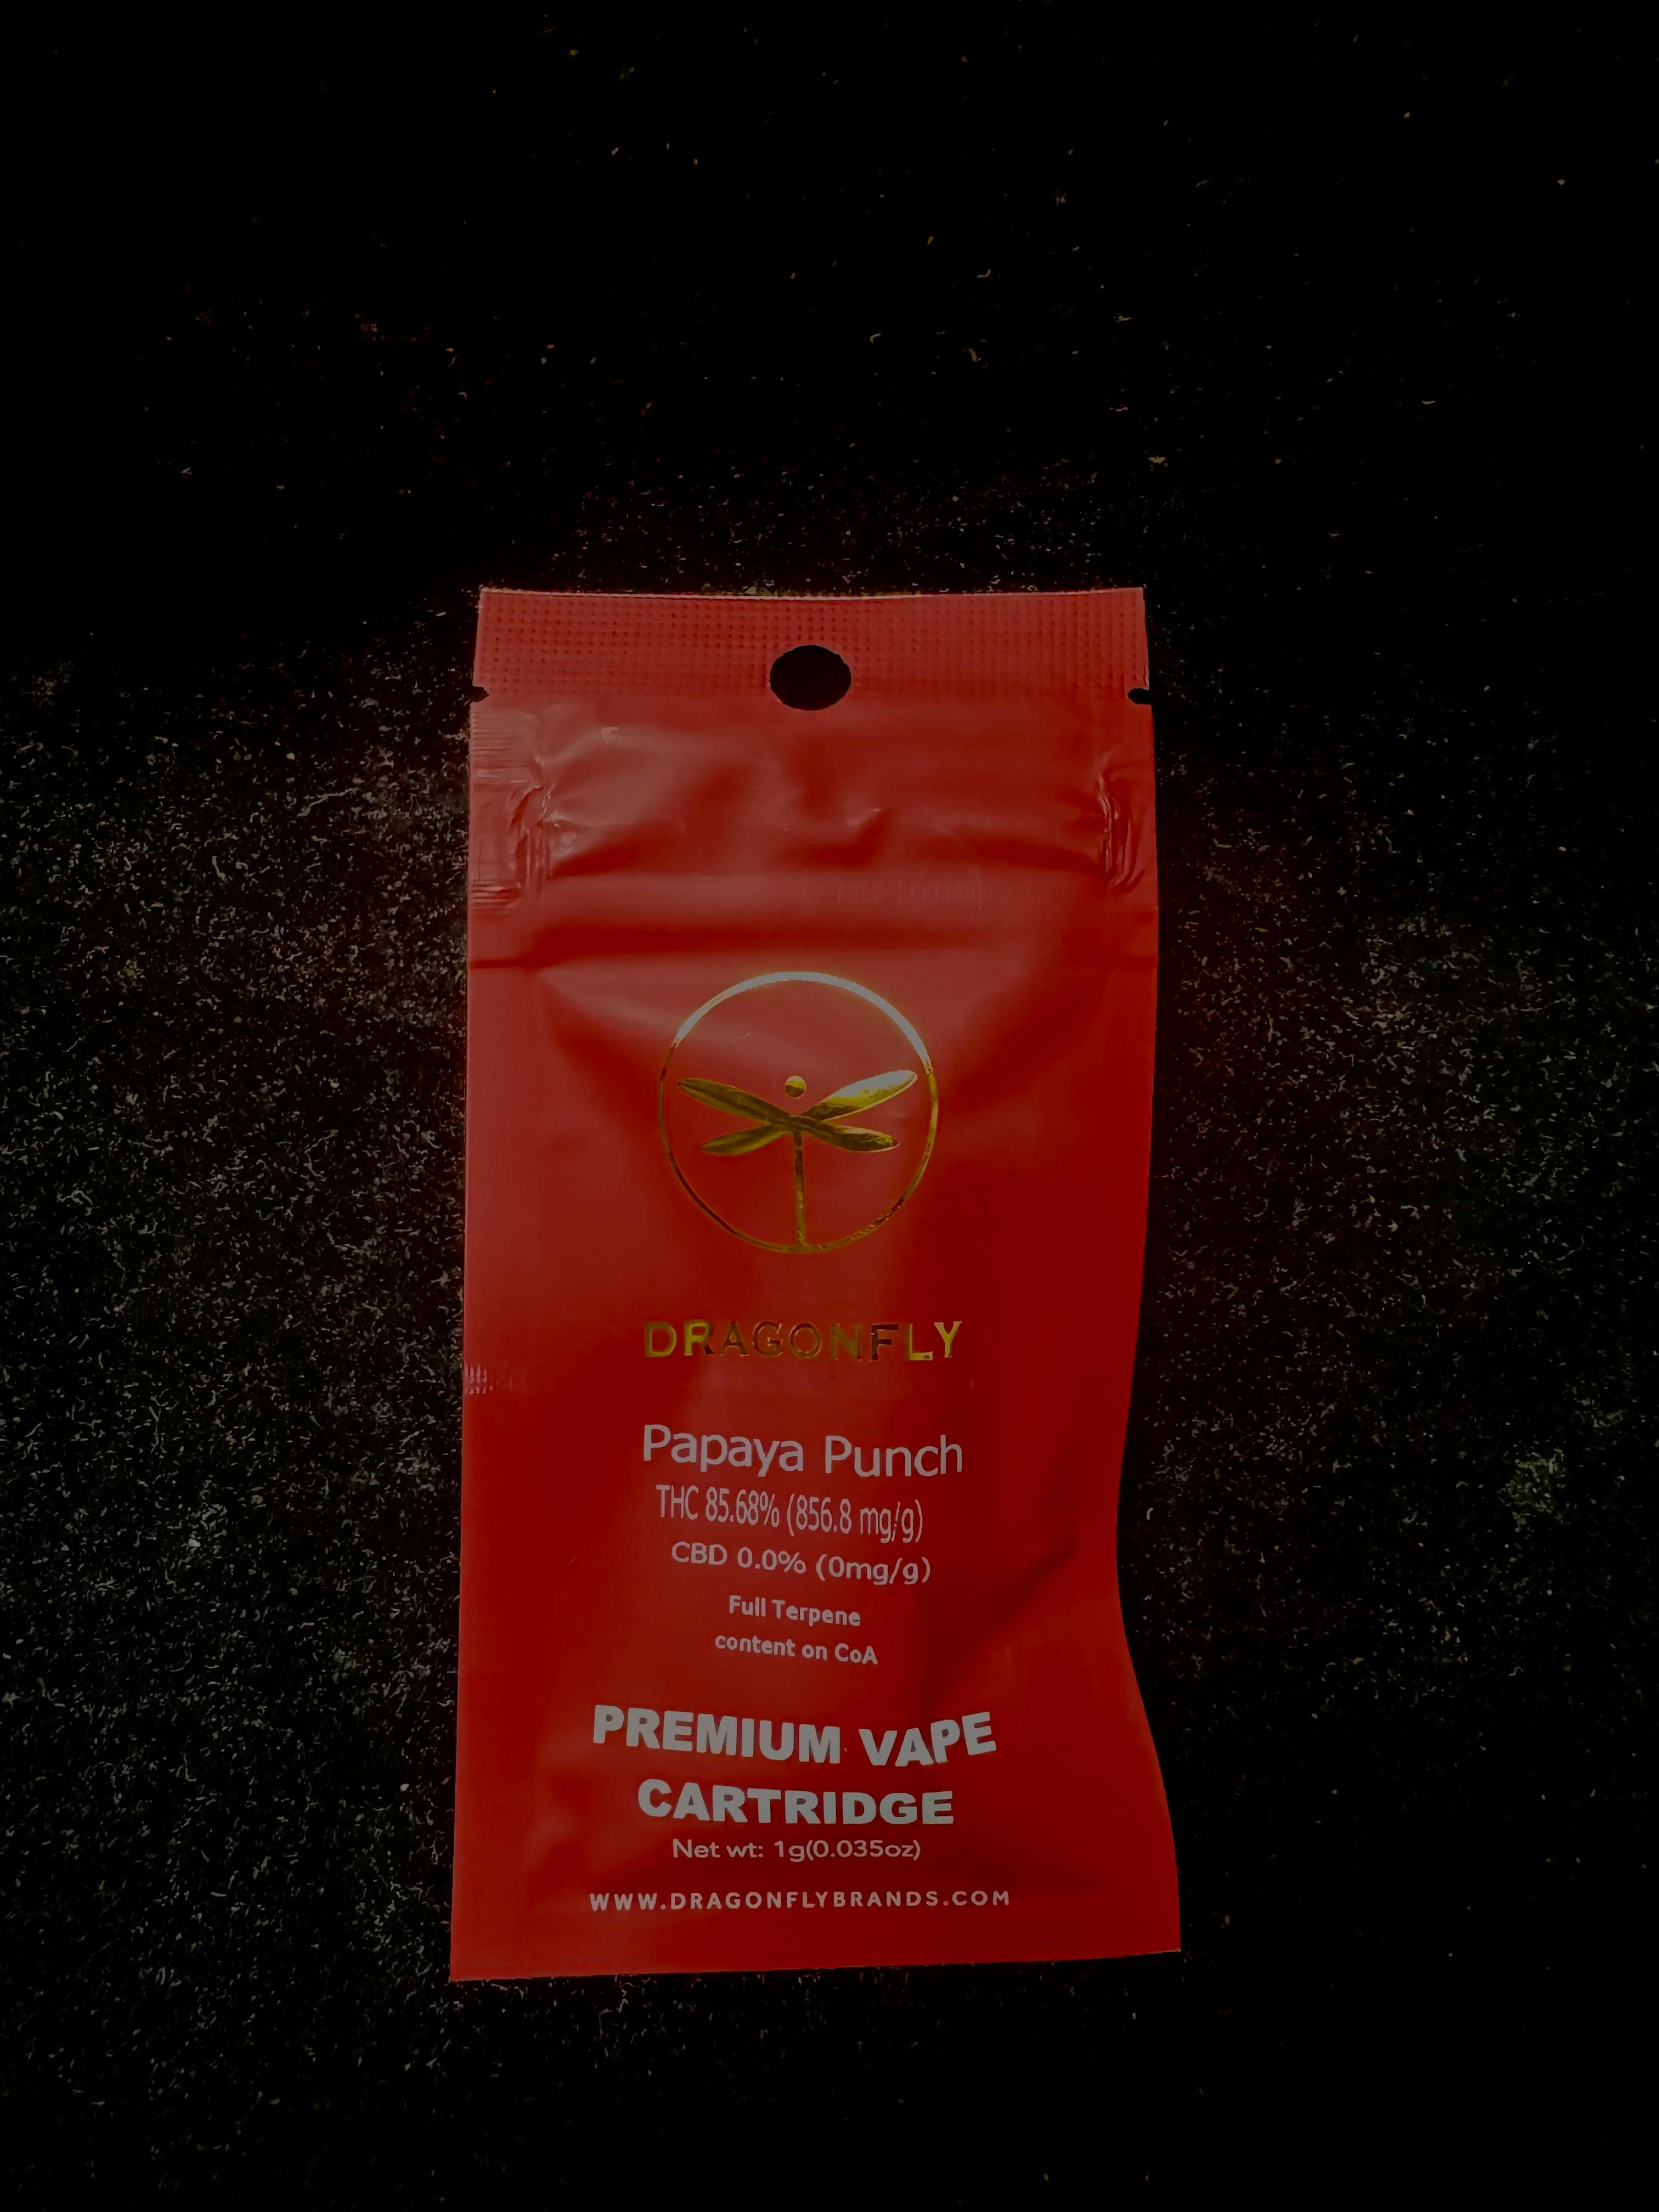 DRAGONFLY
Papaya Punch
THC 85.68% (856.8 mg/g)
CBD 0.0% (0mg/g)
Full Terpene
content on CoA
PREMIUM VAPE
CARTRIDGE
Net wt: 1g(0.035oz)
WWW.DRAGONFLYBRANDS.COM